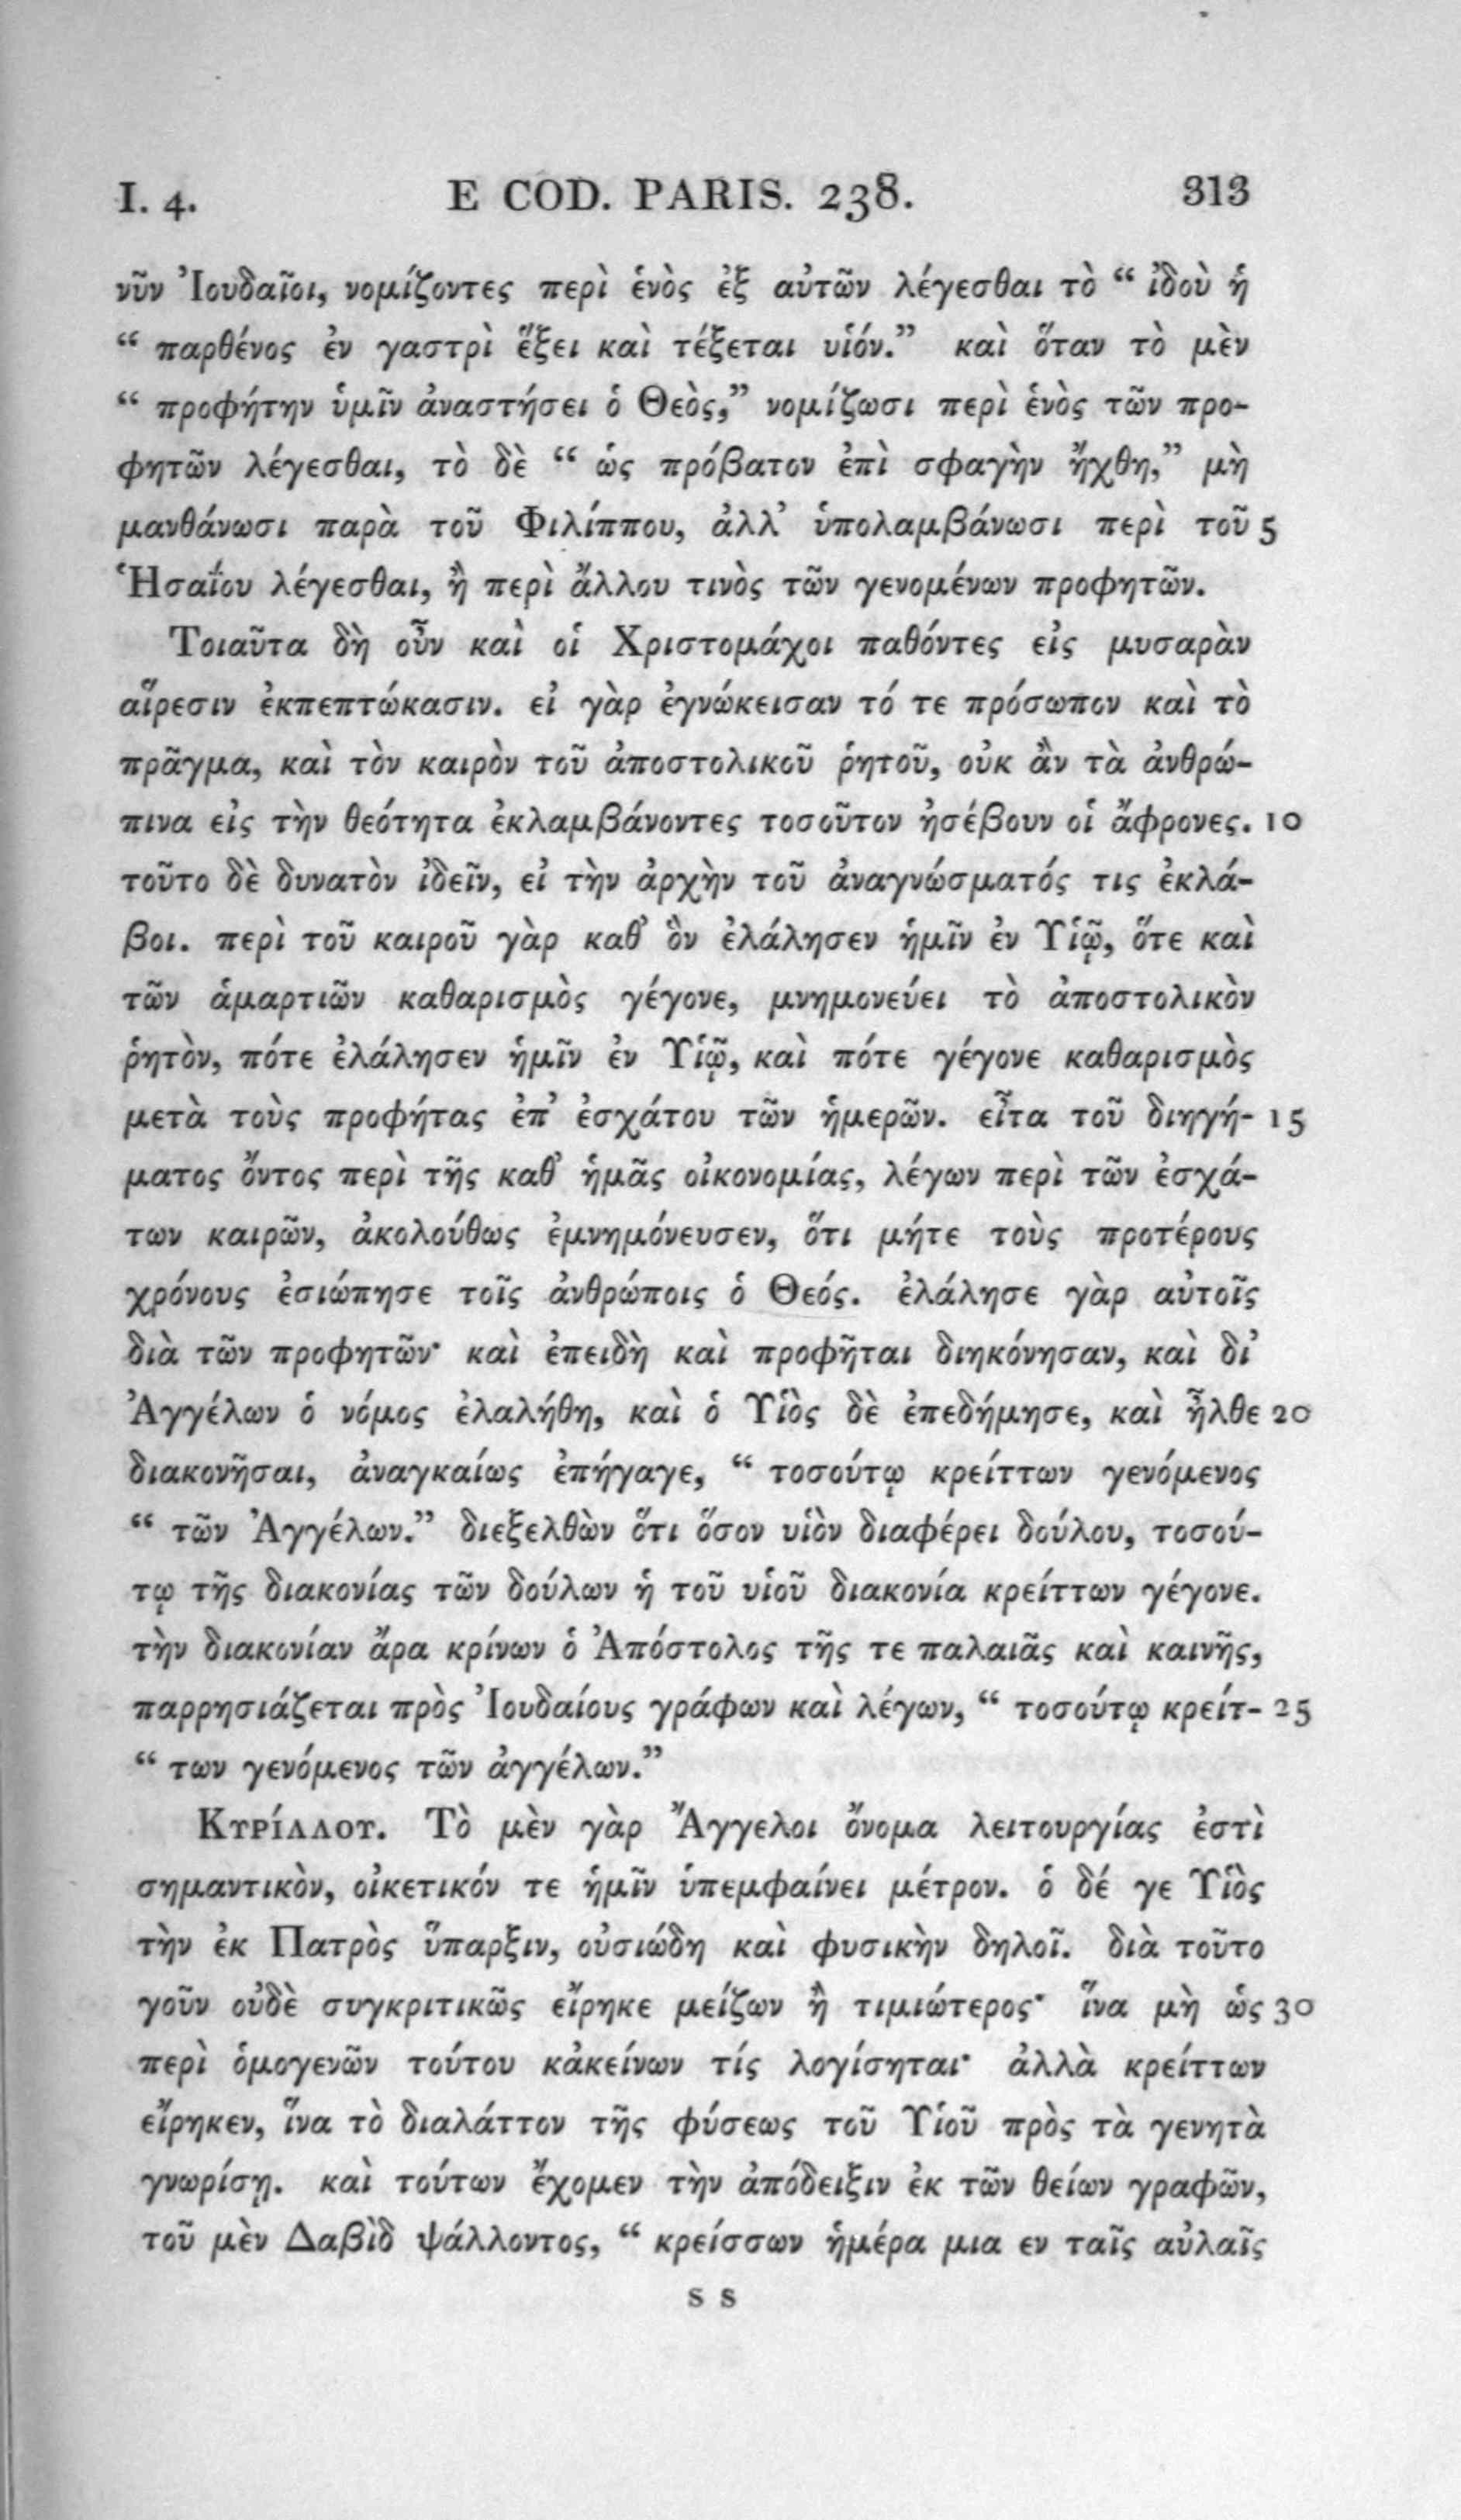 I. 4. E COD. PARIS. 238. 313
νῦν Ἰουδαῖοι, νομίζοντες περὶ ἑνὸς ἐξ αὐτῶν λέγεσθαι τὸ “ ἰδοὺ ἡ
“ παρθένος ἐν γαστρὶ ἕξει καὶ τέξεται υἱόν.” καὶ ὅταν τὸ μὲν
“ προφήτην ὑμῖν ἀναστήσει ὁ Θεὸς,” νομίζωσι περὶ ἑνὸς τῶν προ-
φητῶν λέγεσθαι, τὸ δὲ “ ὡς πρόβατον ἐπὶ σφαγὴν ἤχθη,” μὴ
μανθάνωσι παρὰ τοῦ Φιλίππου, ἀλλ’ ὑπολαμβάνωσι περὶ τοῦ 5
Ἡσαΐου λέγεσθαι, ἢ περὶ ἄλλου τινὸς τῶν γενομένων προφητῶν.
Τοιαῦτα δὴ οὖν καὶ οἱ Χριστομάχοι παθόντες εἰς μυσαρὰν
αἵρεσιν ἐκπεπτώκασιν. εἰ γὰρ ἐγνώκεισαν τό τε πρόσωπον καὶ τὸ
πρᾶγμα, καὶ τὸν καιρὸν τοῦ ἀποστολικοῦ ῥητοῦ, οὐκ ἂν τὰ ἀνθρώ-
πινα εἰς τὴν θεότητα ἐκλαμβάνοντες τοσοῦτον ἠσέβουν οἱ ἄφρονες. 10
τοῦτο δὲ δυνατὸν ἰδεῖν, εἰ τὴν ἀρχὴν τοῦ ἀναγνώσματός τις ἐκλά-
βοι. περὶ τοῦ καιροῦ γὰρ καθ’ ὃν ἐλάλησεν ἡμῖν ἐν Υἱῷ, ὅτε καὶ
τῶν ἁμαρτιῶν καθαρισμὸς γέγονε, μνημονεύει τὸ ἀποστολικὸν
ῥητὸν, πότε ἐλάλησεν ἡμῖν ἐν Υἱῷ, καὶ πότε γέγονε καθαρισμὸς
μετὰ τοὺς προφήτας ἐπ’ ἐσχάτου τῶν ἡμερῶν. εἶτα τοῦ διηγή- 15
ματος ὄντος περὶ τῆς καθ’ ἡμᾶς οἰκονομίας, λέγων περὶ τῶν ἐσχά-
των καιρῶν, ἀκολούθως ἐμνημόνευσεν, ὅτι μήτε τοὺς προτέρους
χρόνους ἐσιώπησε τοῖς ἀνθρώποις ὁ Θεός. ἐλάλησε γὰρ αὐτοῖς
διὰ τῶν προφητῶν· καὶ ἐπειδὴ καὶ προφῆται διηκόνησαν, καὶ δι’
Ἀγγέλων ὁ νόμος ἐλαλήθη, καὶ ὁ Υἱὸς δὲ ἐπεδήμησε, καὶ ἦλθε 20
διακονῆσαι, ἀναγκαίως ἐπήγαγε, “ τοσούτῳ κρείττων γενόμενος
“ τῶν Ἀγγέλων.” διεξελθὼν ὅτι ὅσον υἱὸν διαφέρει δούλου, τοσού-
τῳ τῆς διακονίας τῶν δούλων ἡ τοῦ υἱοῦ διακονία κρείττων γέγονε.
τὴν διακονίαν ἄρα κρίνων ὁ Ἀπόστολος τῆς τε παλαιᾶς καὶ καινῆς,
παρρησιάζεται πρὸς Ἰουδαίους γράφων καὶ λέγων, “ τοσούτῳ κρείτ- 25
“ των γενόμενος τῶν ἀγγέλων.”
Κυρίλλου. Τὸ μὲν γὰρ Ἄγγελοι ὄνομα λειτουργίας ἐστὶ
σημαντικὸν, οἰκετικόν τε ἡμῖν ὑπεμφαίνει μέτρον. ὁ δέ γε Υἱὸς
τὴν ἐκ Πατρὸς ὕπαρξιν, οὐσιώδη καὶ φυσικὴν δηλοῖ. διὰ τοῦτο
γοῦν οὐδὲ συγκριτικῶς εἴρηκε μείζων ἢ τιμιώτερος· ἵνα μὴ ὡς 30
περὶ ὁμογενῶν τούτου κἀκείνων τίς λογίσηται· ἀλλὰ κρείττων
εἴρηκεν, ἵνα τὸ διαλάττον τῆς φύσεως τοῦ Υἱοῦ πρὸς τὰ γενητὰ
γνωρίσῃ. καὶ τούτων ἔχομεν τὴν ἀπόδειξιν ἐκ τῶν θείων γραφῶν,
τοῦ μὲν Δαβὶδ ψάλλοντος, “ κρείσσων ἡμέρα μια εν ταῖς αὐλαῖς
s s